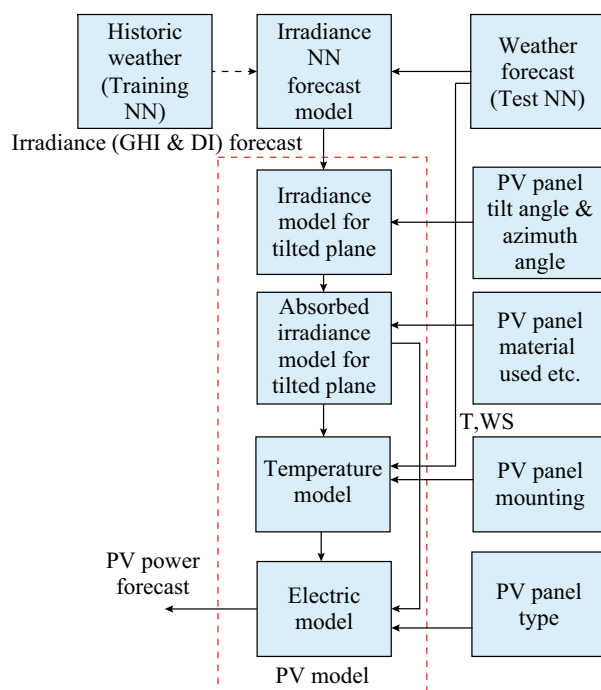 Historic
weather
(Training
NN)
Irradiance
NN
forecast
model
Weather
forecast
(Test NN)
Irradiance (GHI & DI) forecast
Irradiance
model for
tilted plane
PV panel
tilt angle &
azimuth
angle
Absorbed
irradiance
model for
tilted plane
PV panel
material
used etc.
T,WS
Temperature
model
PV panel
mounting
PV power
forecast
Electric
model
PV panel
type
PV model